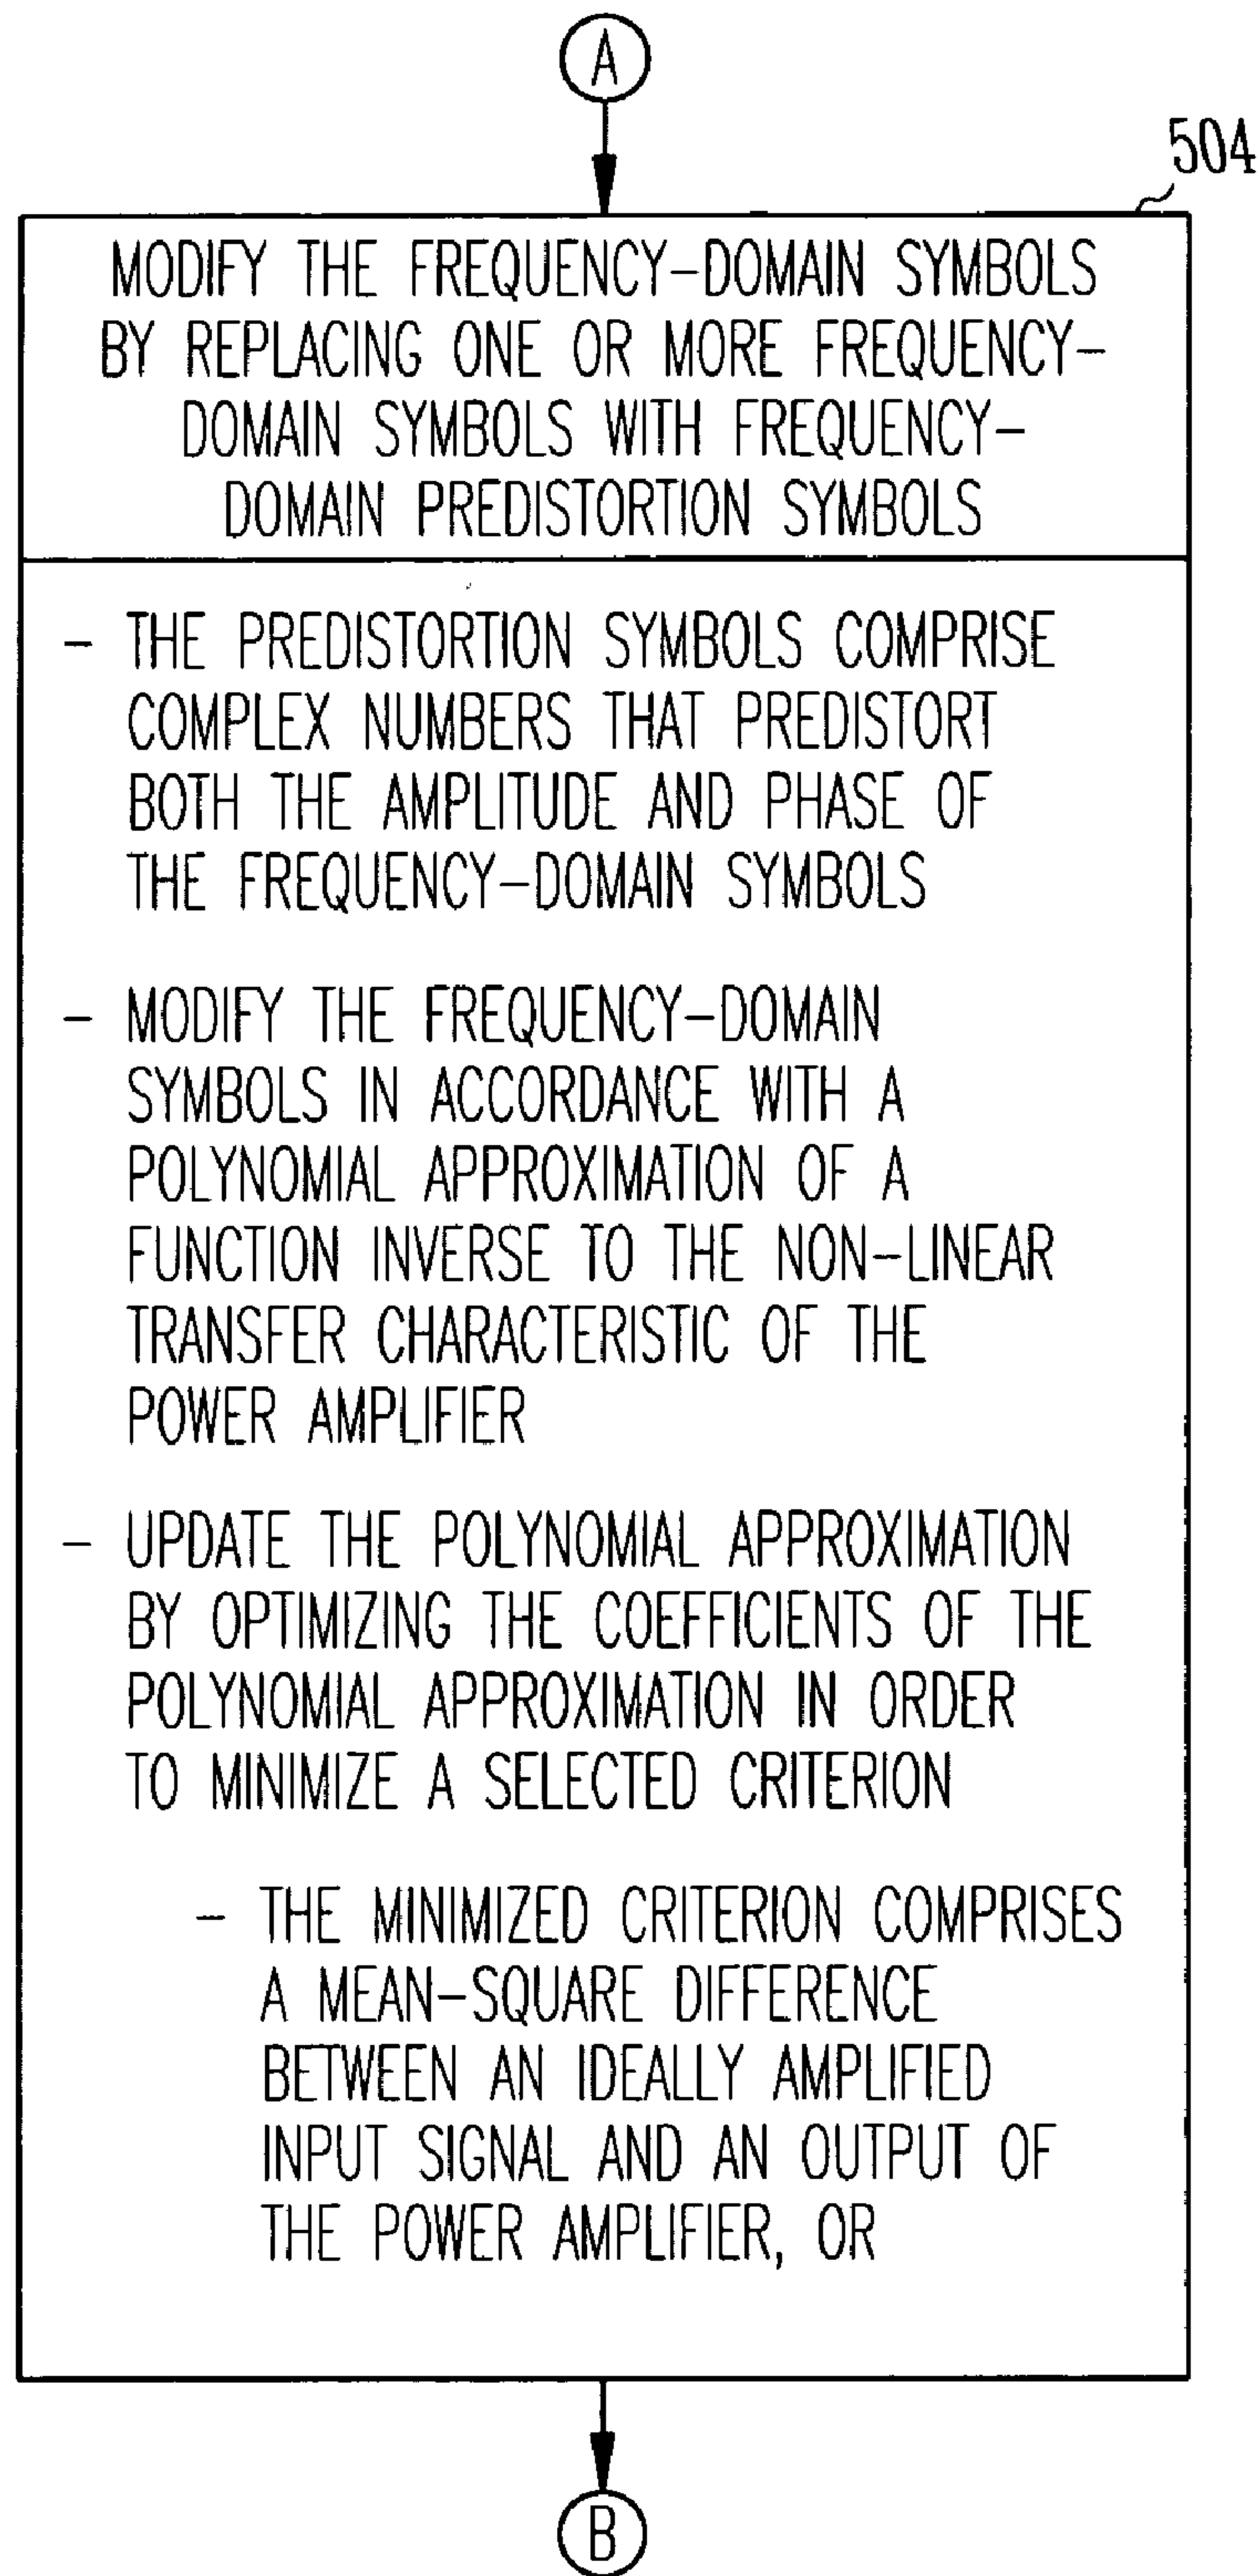 A
504
MODIFY THE FREQUENCY-DOMAIN SYMBOLS
BY REPLACING ONE OR MORE FREQUENCY-
DOMAIN SYMBOLS WITH FREQUENCY-
DOMAIN PREDISTORTION SYMBOLS
- THE PREDISTORTION SYMBOLS COMPRISE
COMPLEX NUMBERS THAT PREDISTORT
BOTH THE AMPLITUDE AND PHASE OF
THE FREQUENCY-DOMAIN SYMBOLS
- MODIFY THE FREQUENCY-DOMAIN
SYMBOLS IN ACCORDANCE WITH A
POLYNOMIAL APPROXIMATION OF A
FUNCTION INVERSE TO THE NON-LINEAR
TRANSFER CHARACTERISTIC OF THE
POWER AMPLIFIER
- UPDATE THE POLYNOMIAL APPROXIMATION
BY OPTIMIZING THE COEFFICIENTS OF THE
POLYNOMIAL APPROXIMATION IN ORDER
TO MINIMIZE A SELECTED CRITERION
- THE MINIMIZED CRITERION COMPRISES
A MEAN-SQUARE DIFFERENCE
BETWEEN AN IDEALLY AMPLIFIED
INPUT SIGNAL AND AN OUTPUT OF
THE POWER AMPLIFIER, OR
B